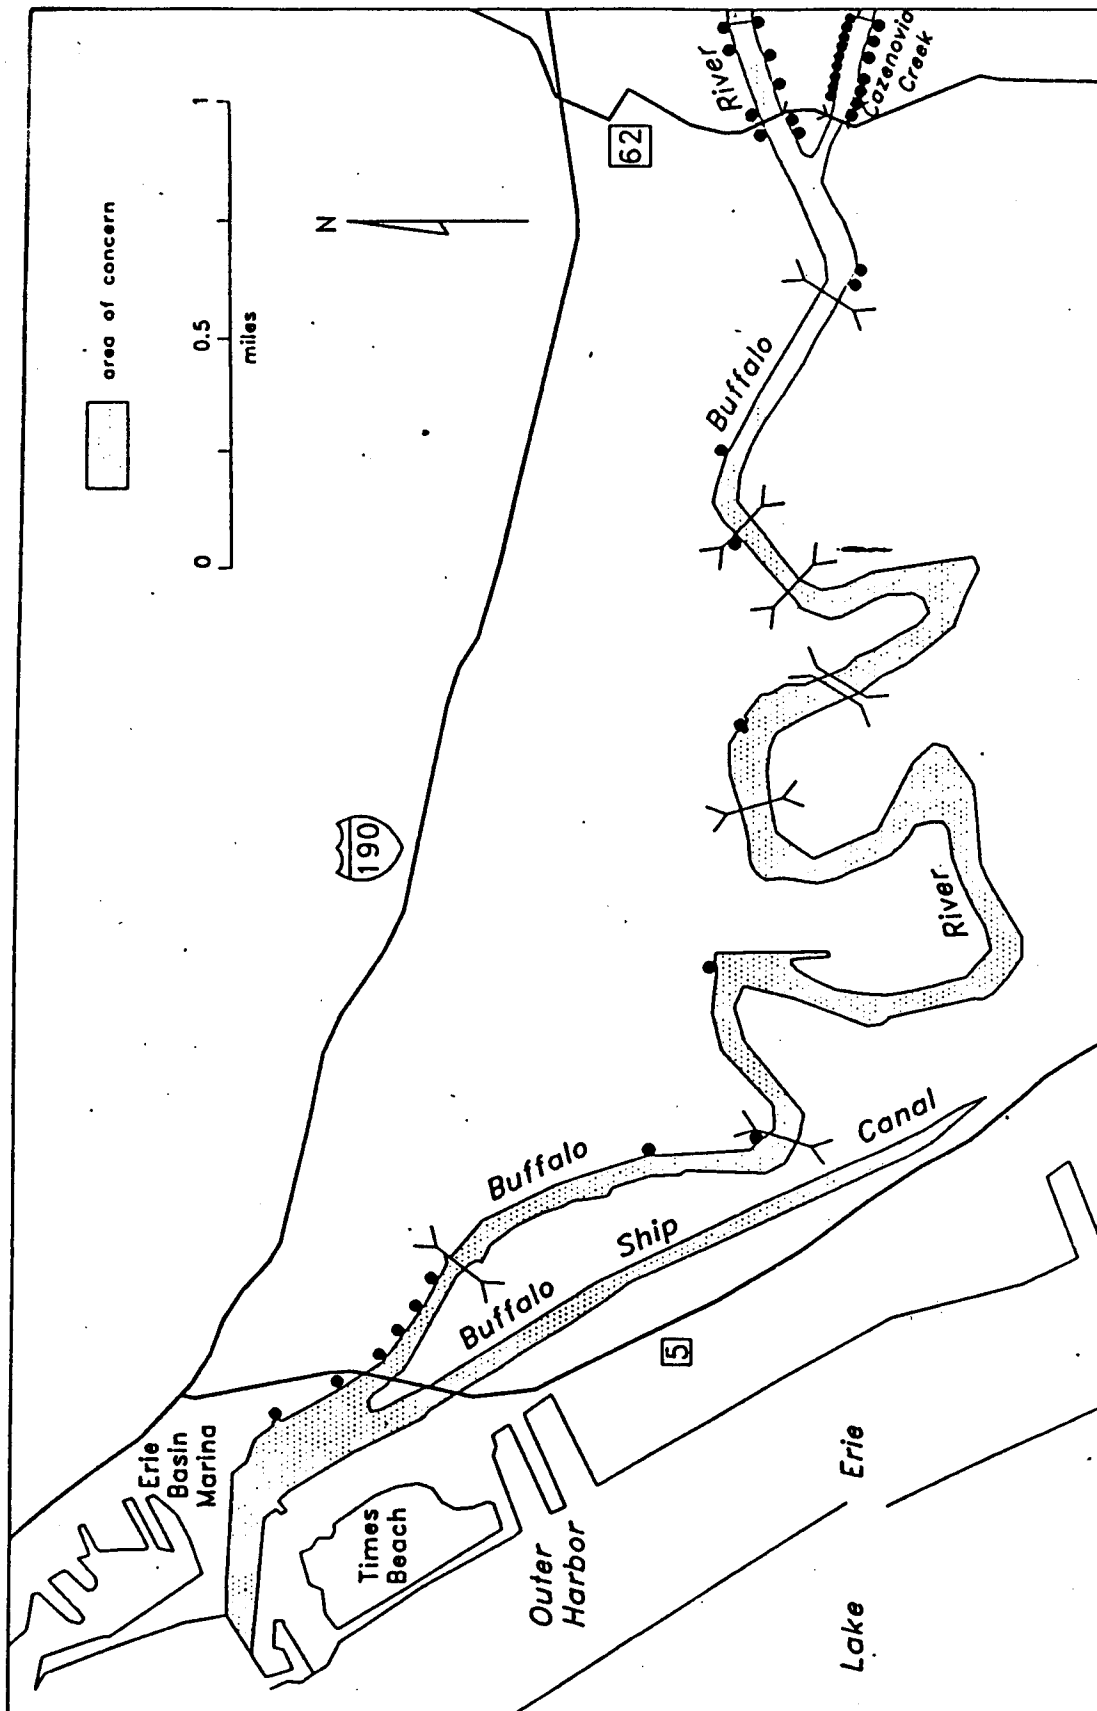 area of concern
0
0.5
1
miles
N
River
Cazenovia
Creek
62
Buffalo
190
River
Buffalo
Ship
Canal
Buffalo
5
Erie
Basin
Marina
Times
Beach
Outer
Harbor
Lake
Erie